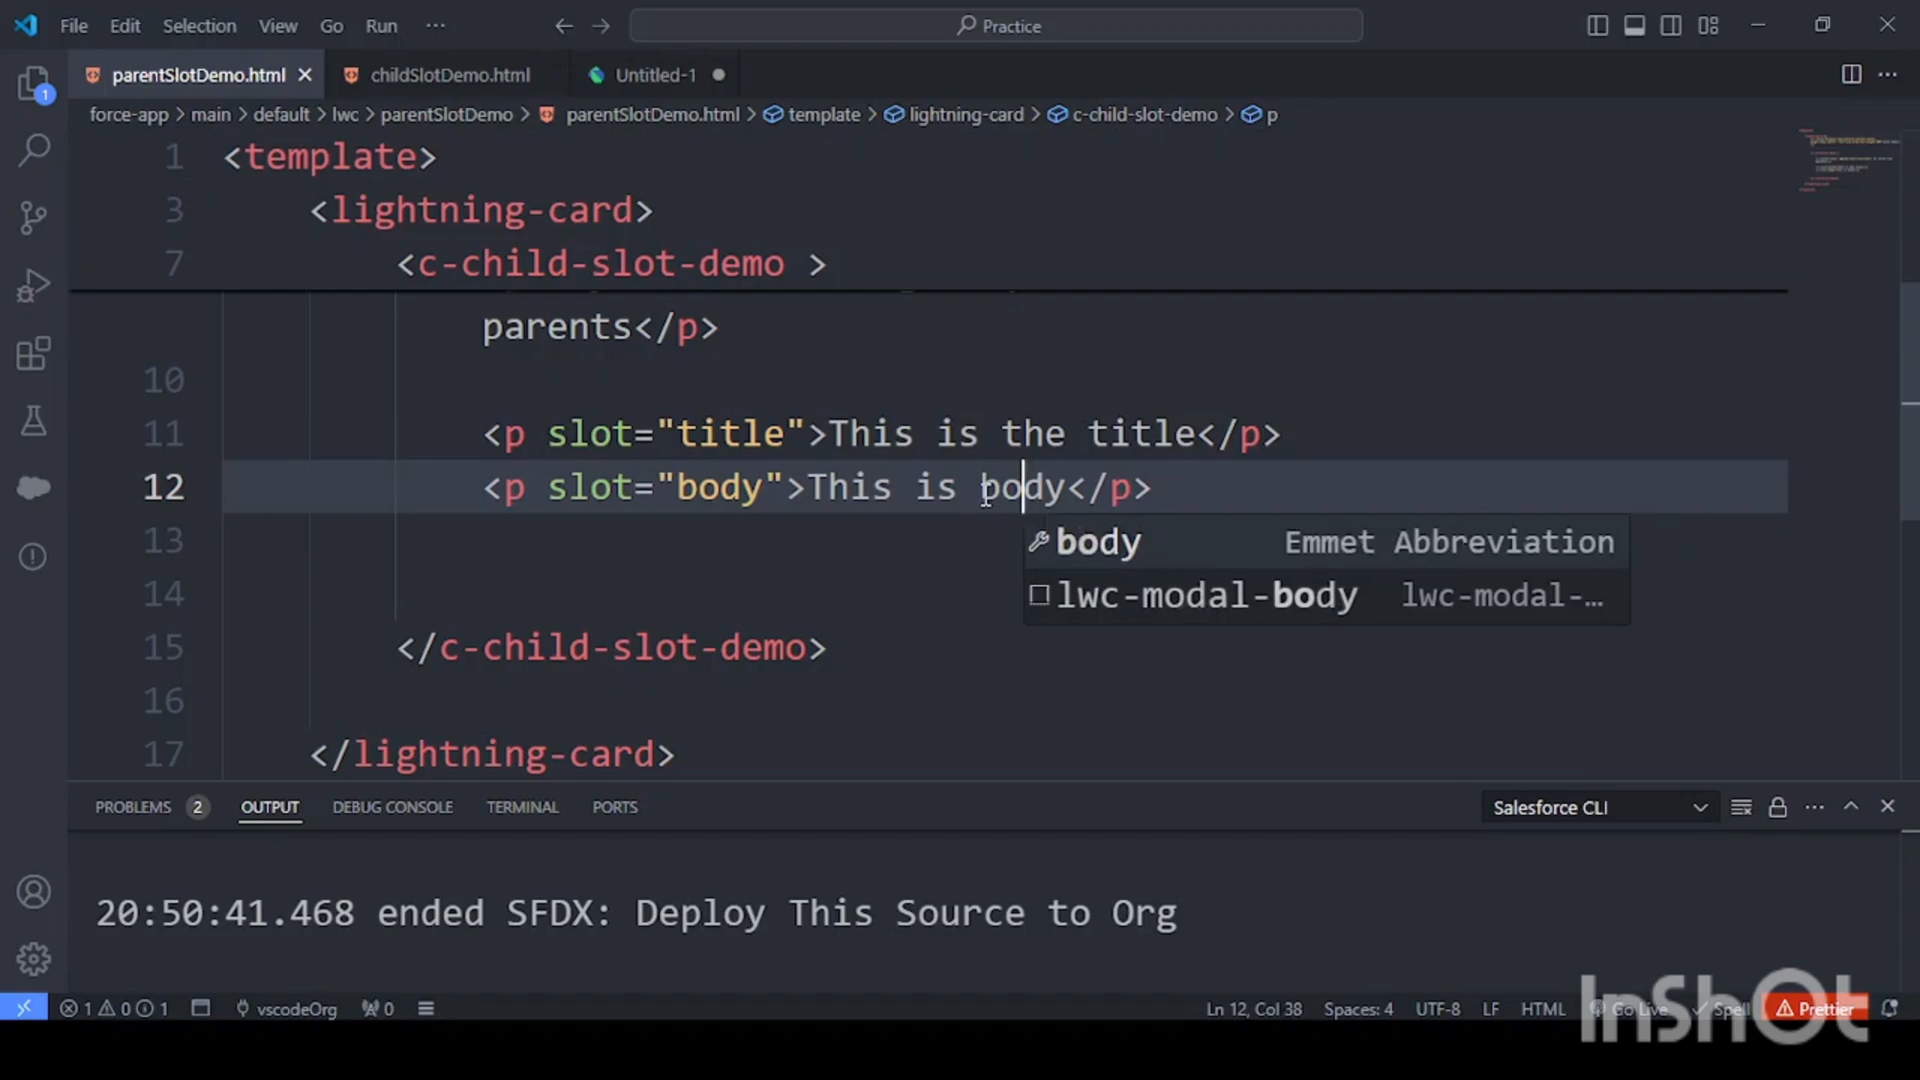 File Edit Selection View Go Run ··· Practice
parentSlotDemo.html childSlotDemo.html Untitled-1
force-app > main > default > lwc > parentSlotDemo > parentSlotDemo.html > template > lightning-card > c-child-slot-demo > p
1 <template>
3 <lightning-card>
7 <c-child-slot-demo >
parents</p>
10
11 <p slot="title">This is the title</p>
12 <p slot="body">This is body</p>
13 body Emmet Abbreviation
14 lwc-modal-body lwc-modal-…
15 </c-child-slot-demo>
16
17 </lightning-card>
PROBLEMS 2 OUTPUT DEBUG CONSOLE TERMINAL PORTS Salesforce CLI
20:50:41.468 ended SFDX: Deploy This Source to Org
1 0 1 vscodeOrg 0 Ln 12, Col 38 Spaces: 4 UTF-8 LF HTML Go Live Spell Prettier
InShOt